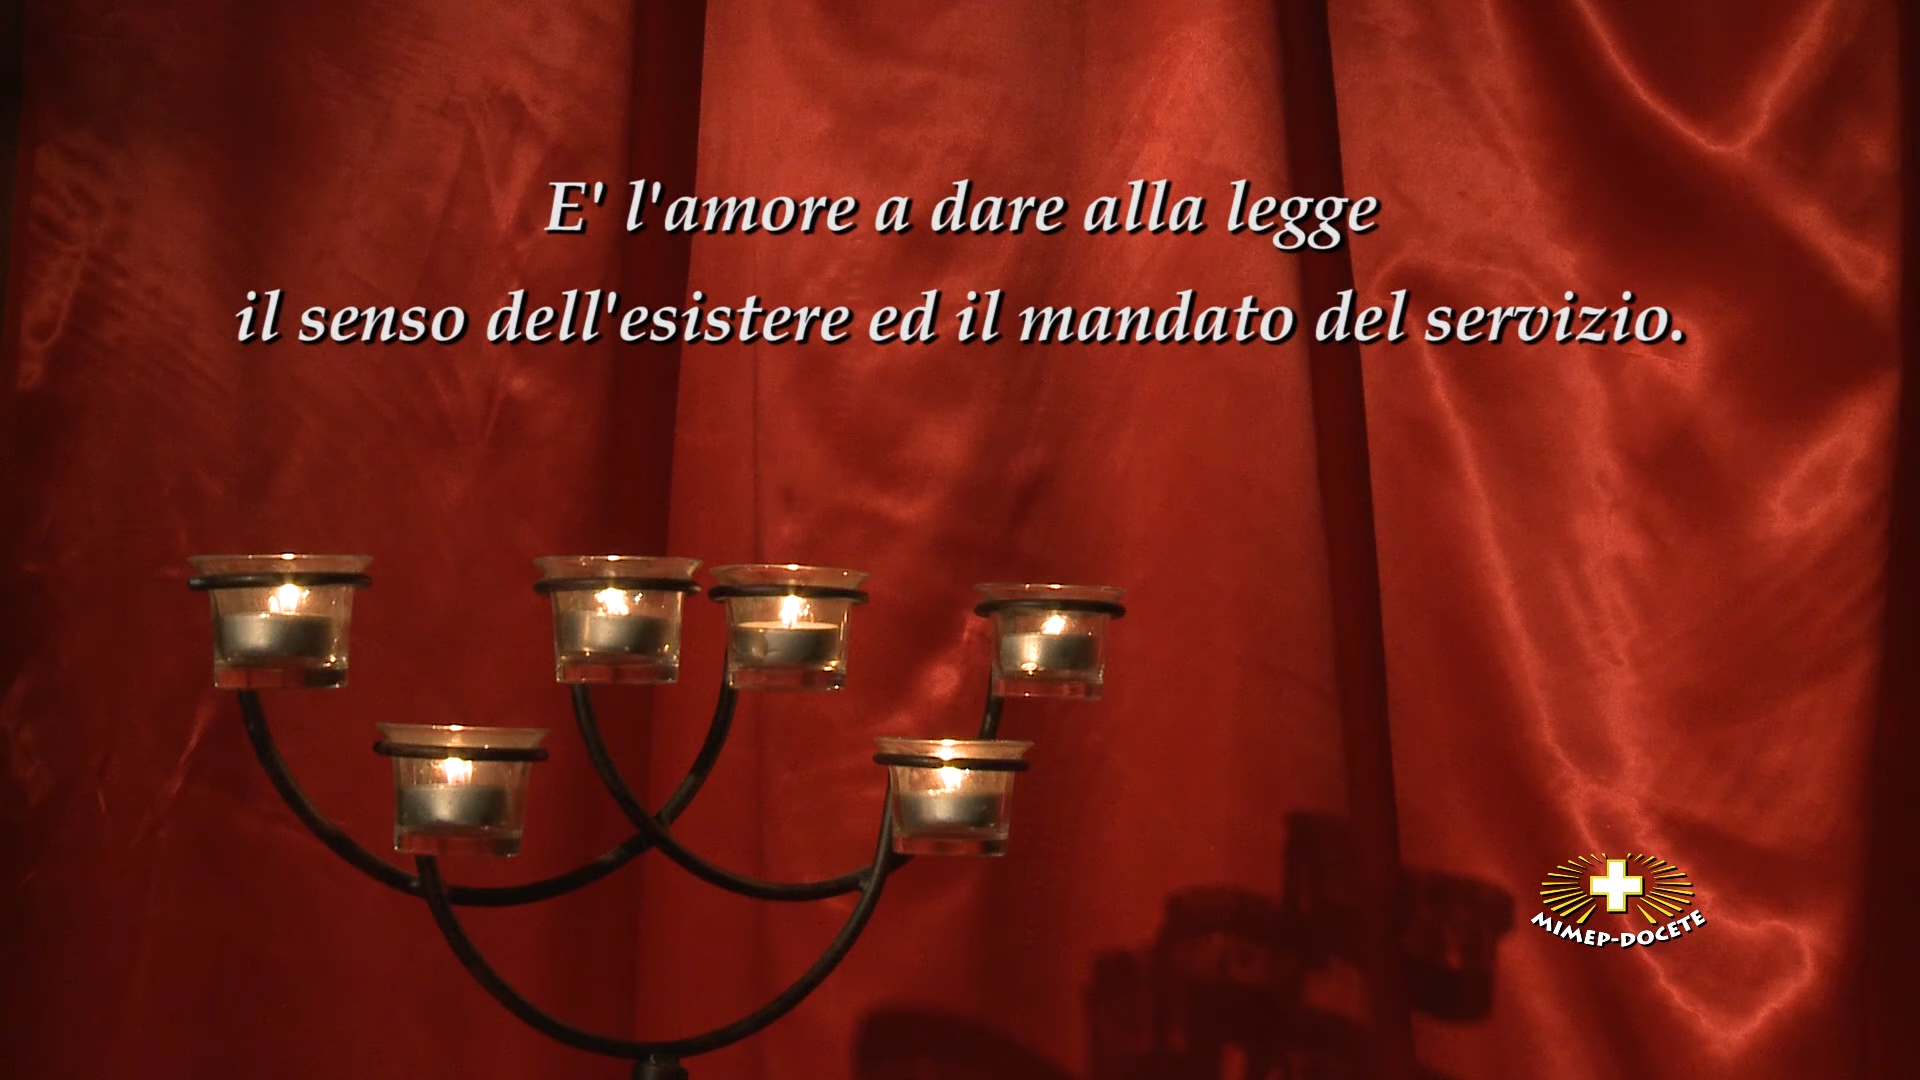 E' l'amore a dare alla legge
il senso dell'esistere ed il mandato del servizio.
MIMEP-DOCETE